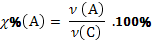 χ%(A) = ν (A) / ν(C) .100%